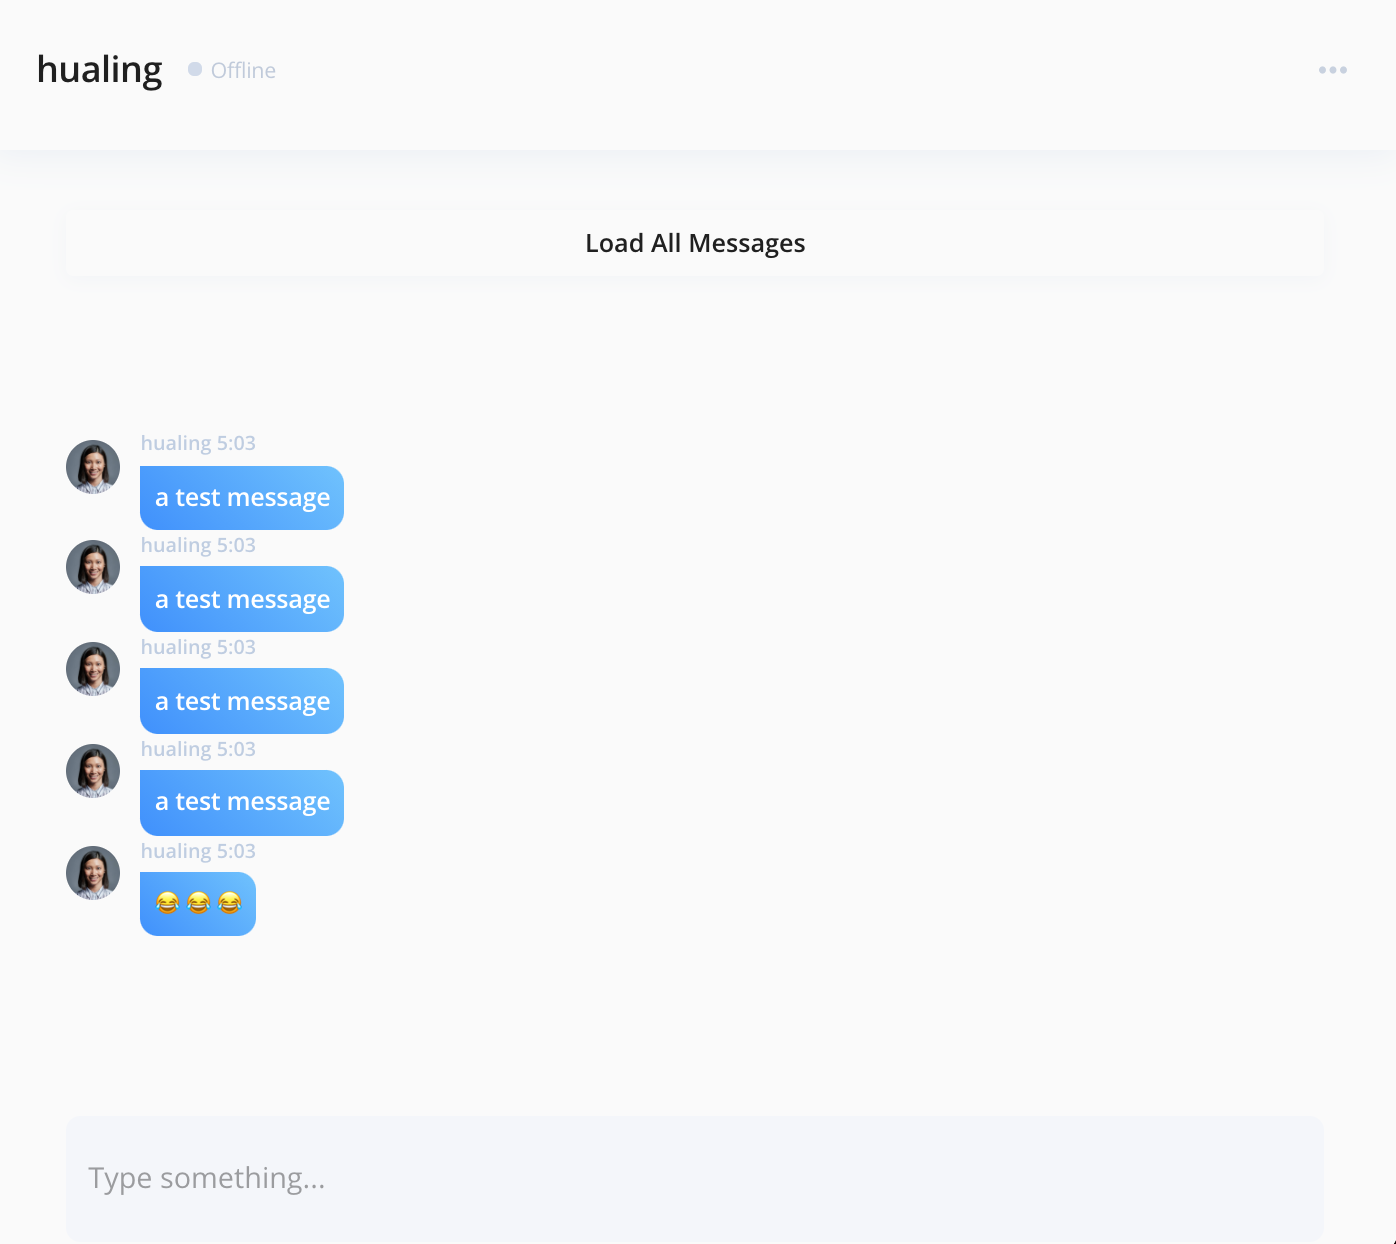 hualing
Offline
Load All Messages
hualing 5:03
a test message
hualing 5:03
a test message
hualing 5:03
a test message
hualing 5:03
a test message
hualing 5:03
😂 😂 😂
Type something...